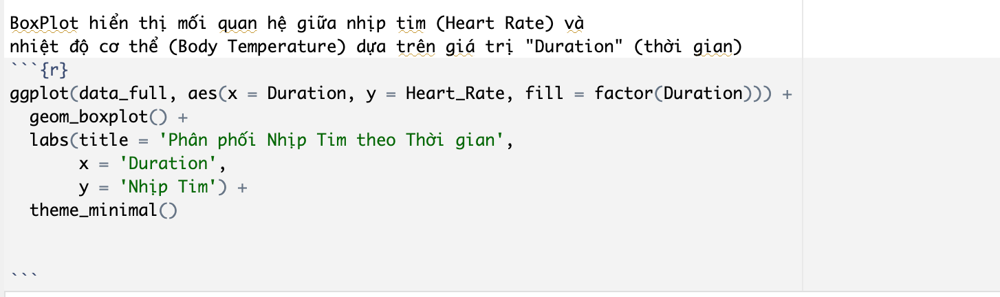 BoxPlot hiển thị mối quan hệ giữa nhịp tim (Heart Rate) và
nhiệt độ cơ thể (Body Temperature) dựa trên giá trị "Duration" (thời gian)
```{r}
ggplot(data_full, aes(x = Duration, y = Heart_Rate, fill = factor(Duration))) +
  geom_boxplot() +
  labs(title = 'Phân phối Nhịp Tim theo Thời gian',
       x = 'Duration',
       y = 'Nhịp Tim') +
  theme_minimal()
```